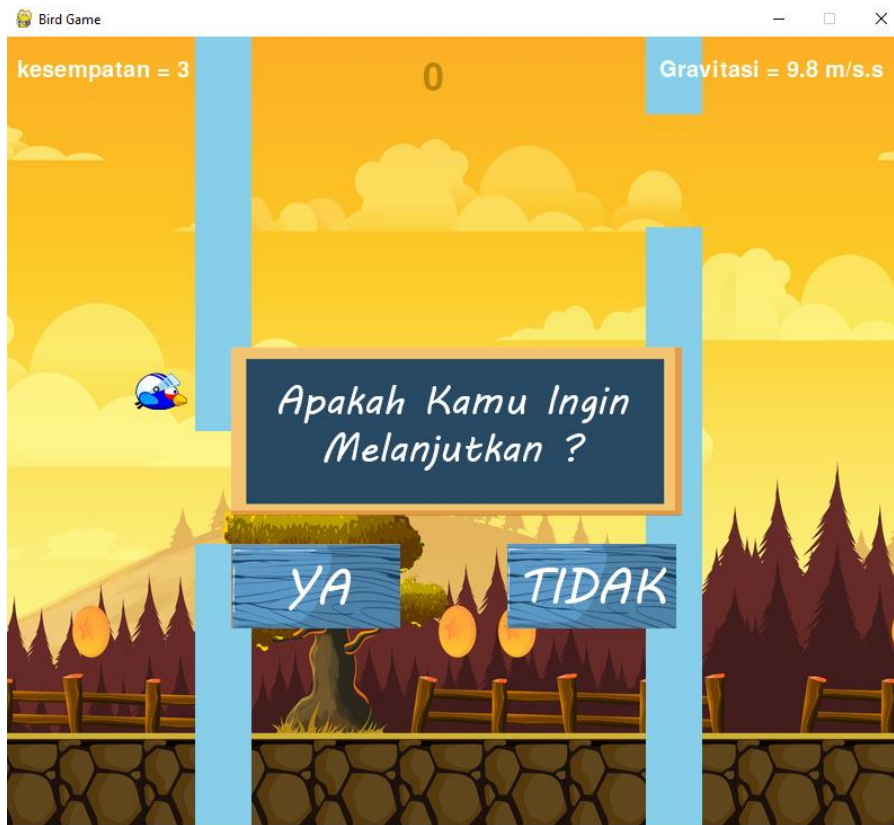 Bird Game
kesempatan = 3
0
Gravitasi = 9.8 m/s.s
Apakah Kamu Ingin
Melanjutkan ?
YA
TIDAK